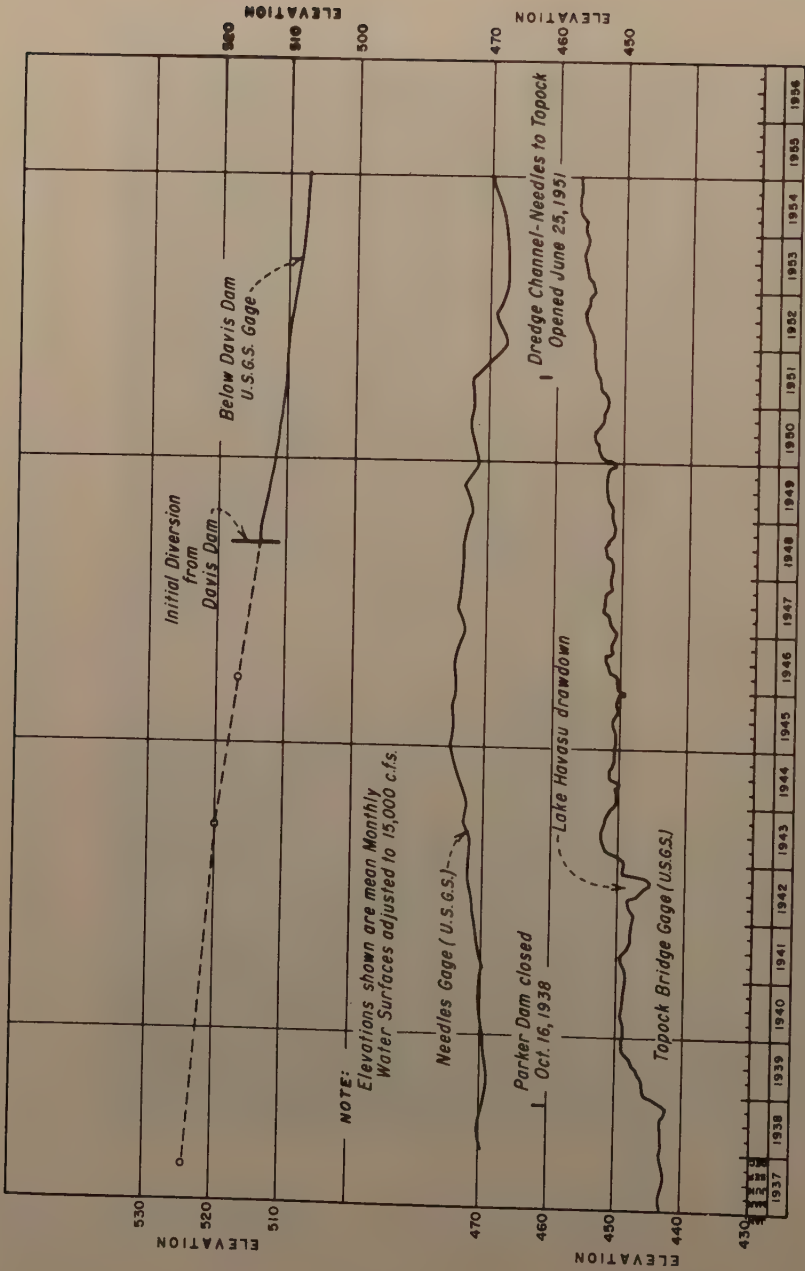 ELEVATION
530
520
510
ELEVATION
520
510
500
Initial Diversion
from
Davis Dam
Below Davis Dam
U.S.G.S. Gage
NOTE:
Elevations shown are mean Monthly
Water Surfaces adjusted to 15,000 c.f.s.
Needles Gage (U.S.G.S.)
Parker Dam closed
Oct. 16, 1938
Lake Havasu drawdown
Topock Bridge Gage (U.S.G.S.)
Dredge Channel-Needles to Topock
Opened June 25, 1951
ELEVATION
470
460
450
440
430
ELEVATION
470
460
450
1937
1938
1939
1940
1941
1942
1943
1944
1945
1946
1947
1948
1949
1950
1951
1952
1953
1954
1955
1956